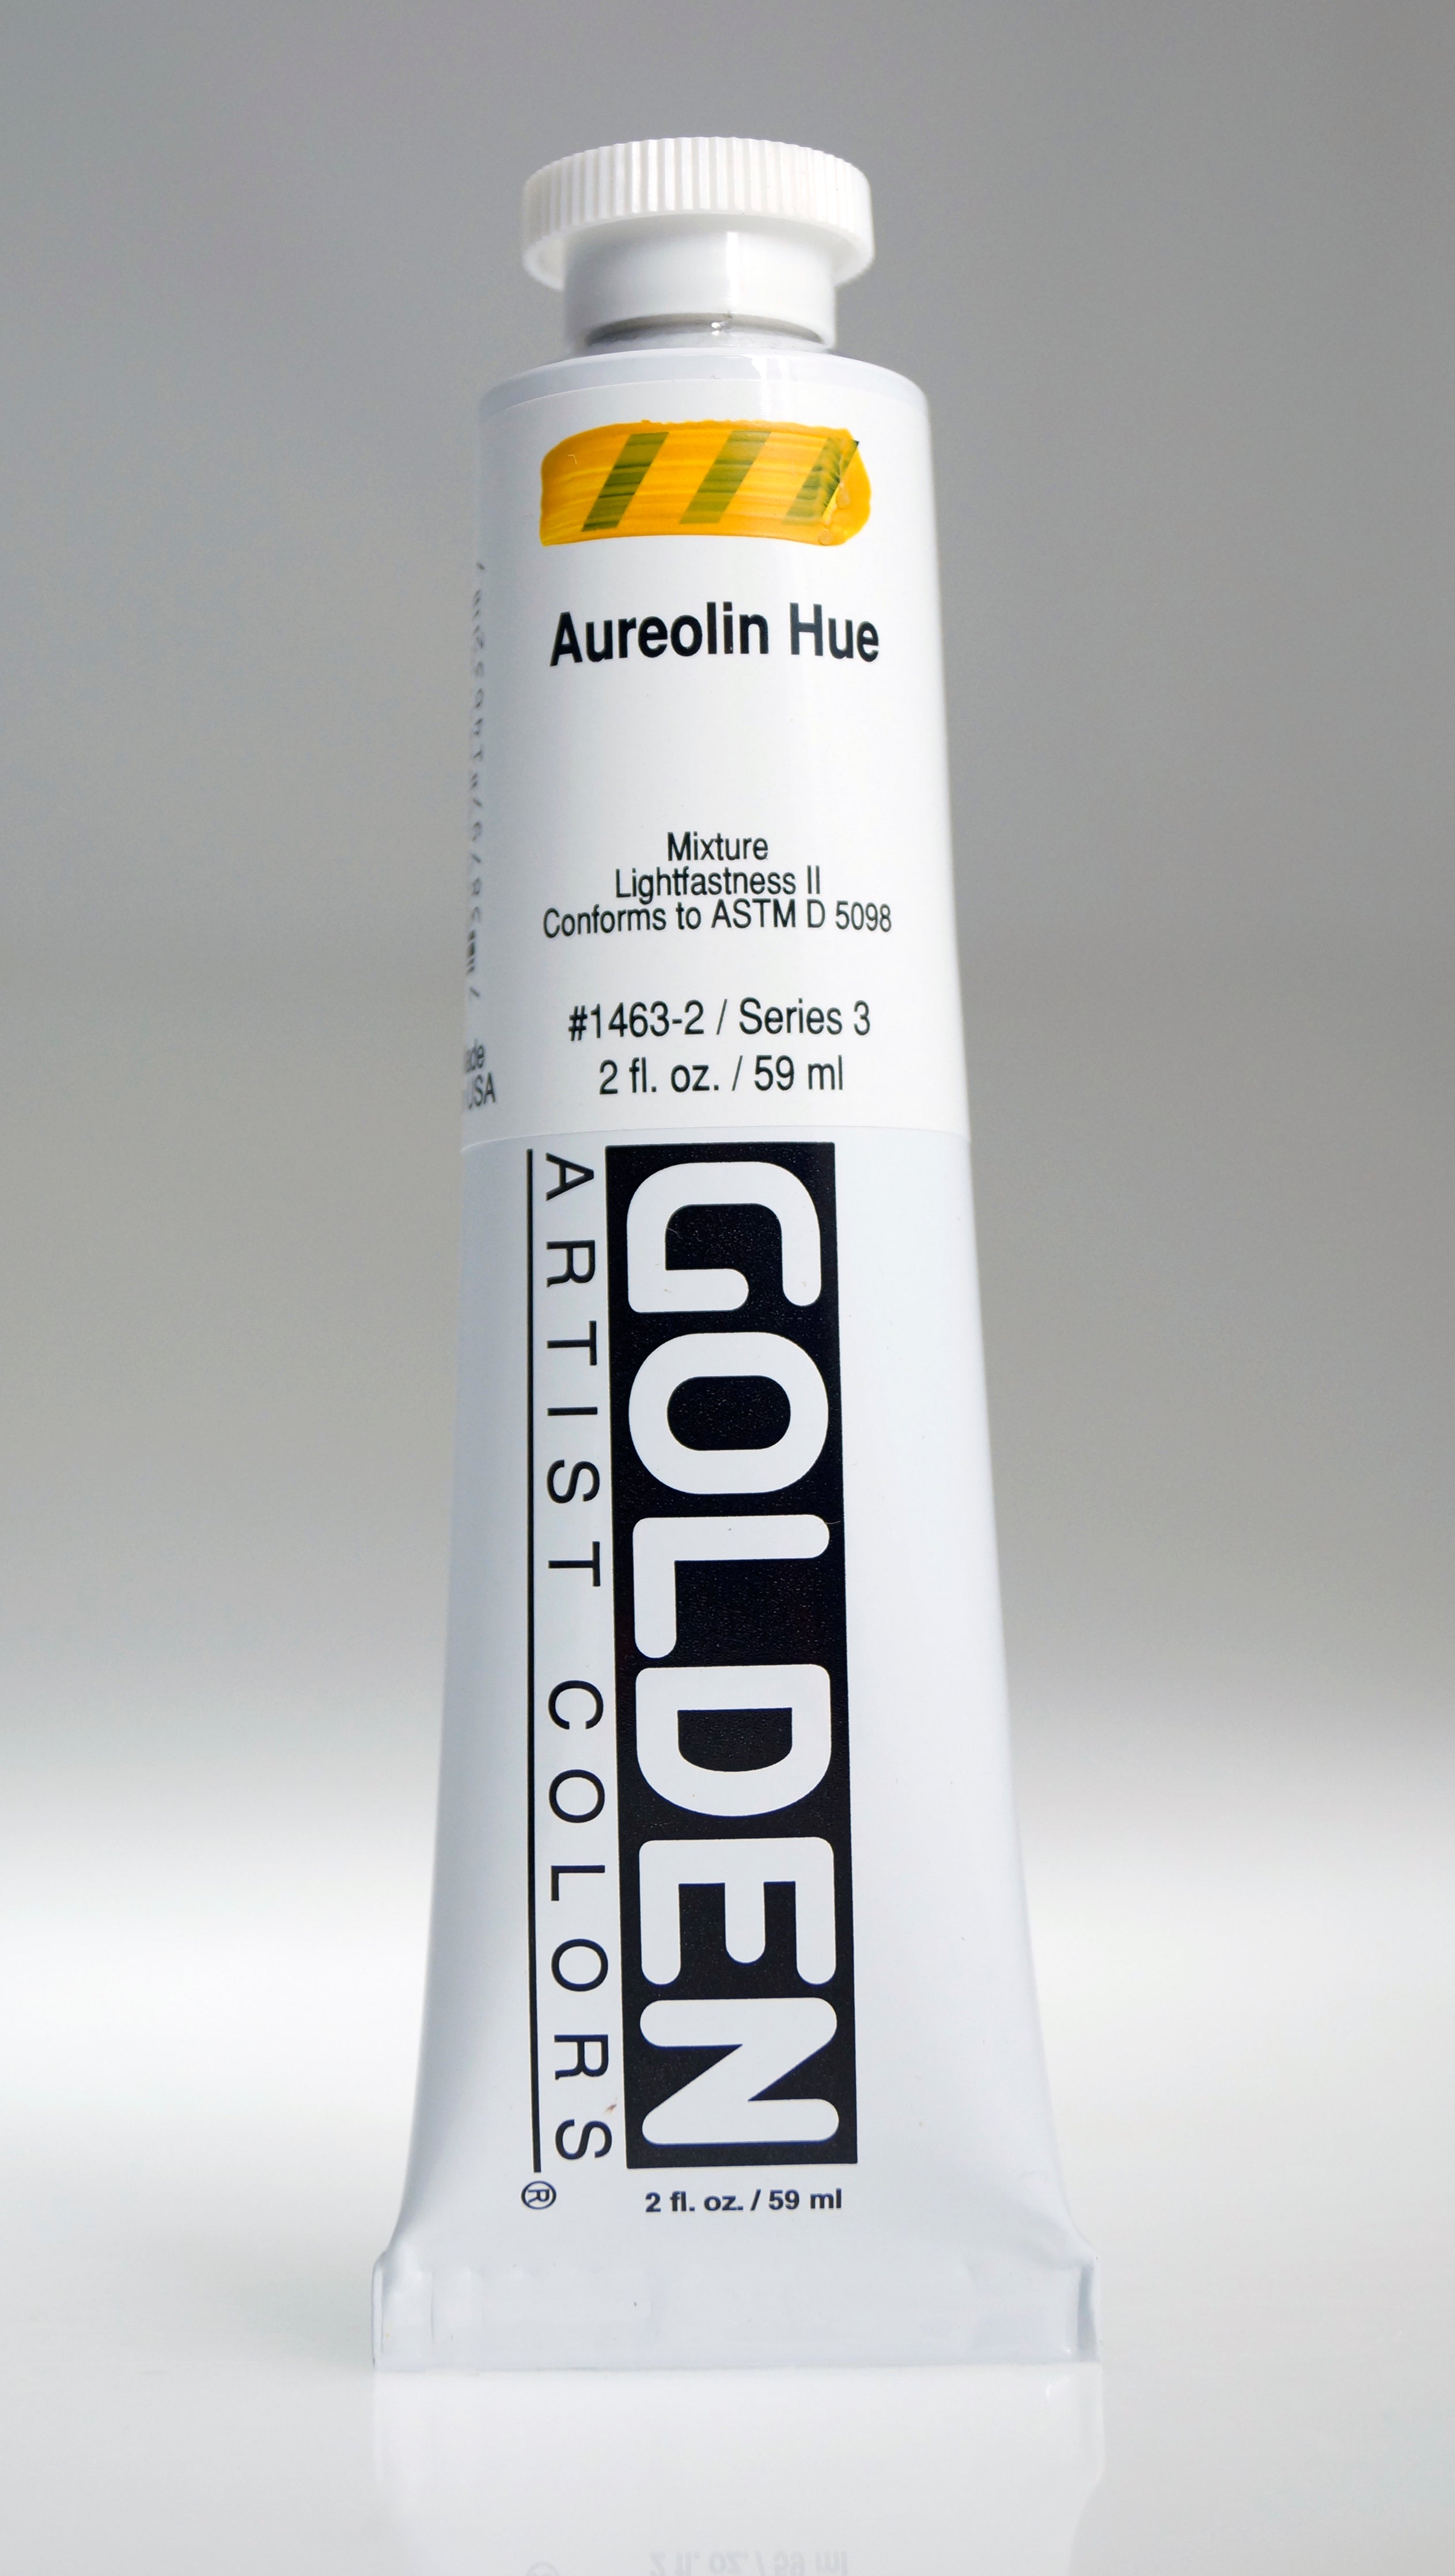 Aureolin Hue
Mixture
Lightfastness II
Conforms to ASTM D 5098
#1463-2 / Series 3
2 fl. oz. / 59 ml
USA
GOLDEN
ARTIST COLORS
®
2 fl. oz. / 59 ml